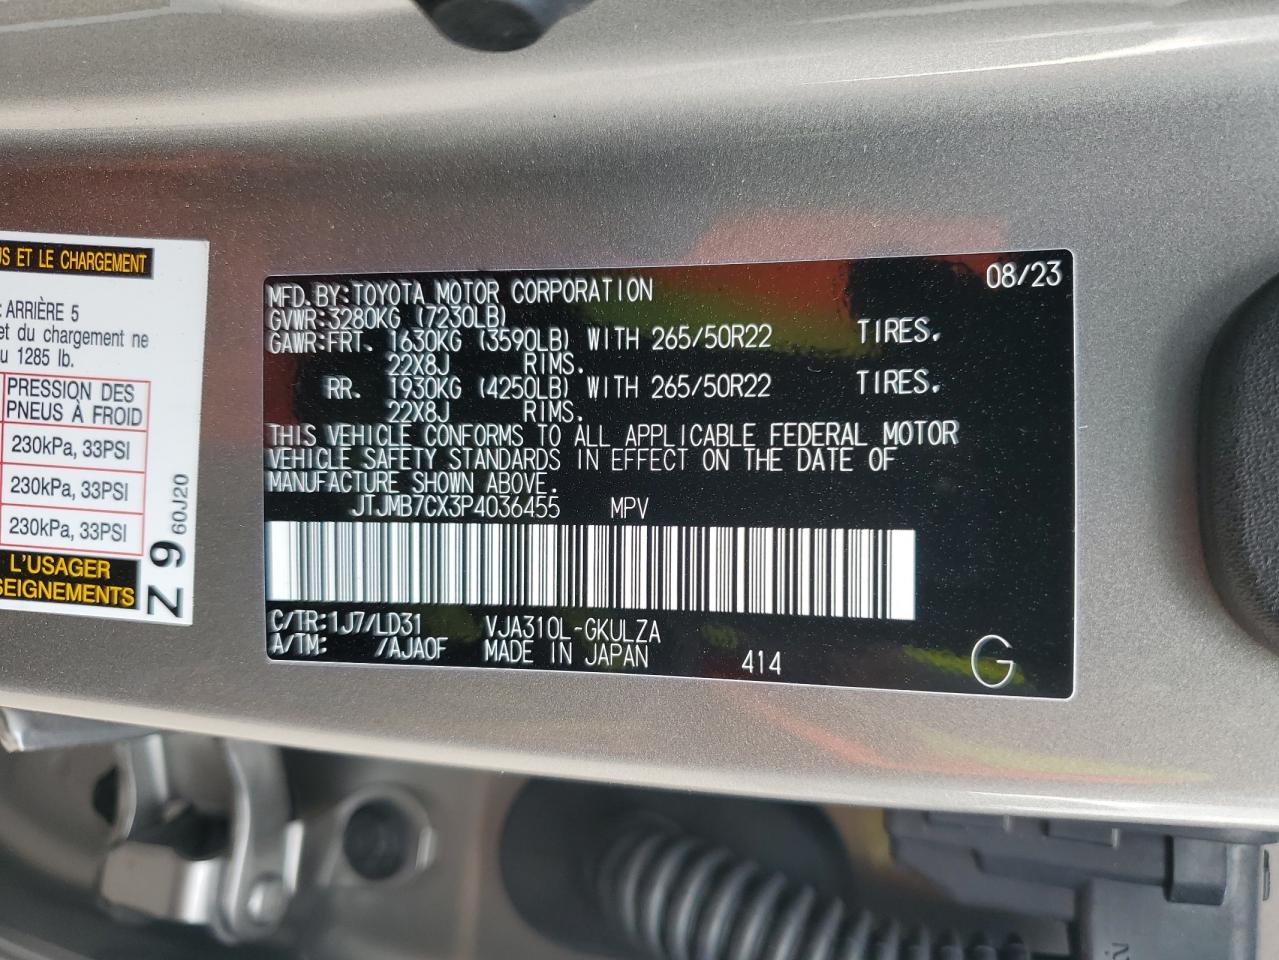 US ET LE CHARGEMENT
: ARRIÈRE 5
et du chargement ne
u 1285 lb.
PRESSION DES
PNEUS À FROID
230kPa, 33PSI
230kPa, 33PSI
230kPa, 33PSI
L'USAGER
SEIGNEMENTS
Z 9 60J20
08/23
MFD. BY:TOYOTA MOTOR CORPORATION
GVWR:3280KG (7230LB)
GAWR:FRT. 1630KG (3590LB) WITH 265/50R22 TIRES.
22X8J RIMS.
RR. 1930KG (4250LB) WITH 265/50R22 TIRES.
22X8J RIMS.
THIS VEHICLE CONFORMS TO ALL APPLICABLE FEDERAL MOTOR
VEHICLE SAFETY STANDARDS IN EFFECT ON THE DATE OF
MANUFACTURE SHOWN ABOVE.
JTJMB7CX3P4036455 MPV
C/TR:1J7/LD31 VJA310L-GKULZA
A/TM: /AJA0F MADE IN JAPAN 414
G